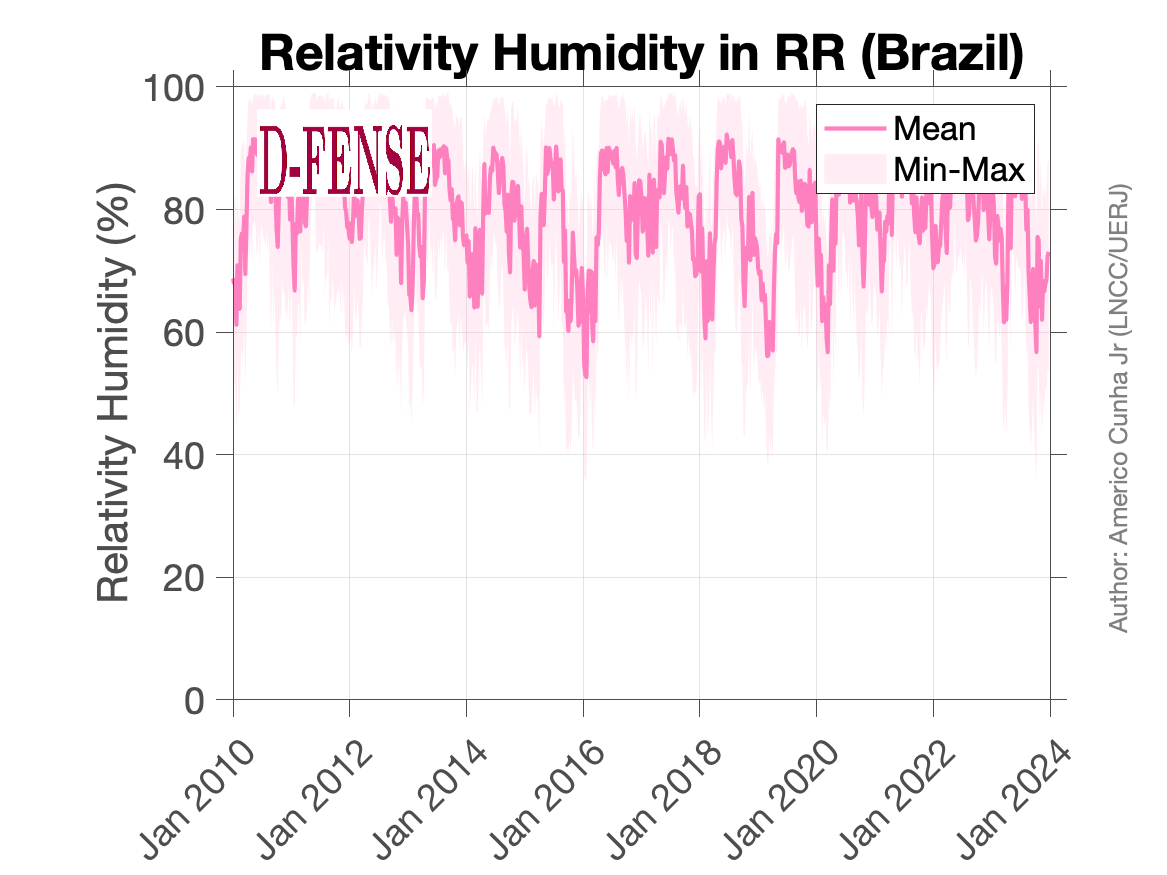 Relativity Humidity in RR (Brazil)
D-FENSE
Mean
Min-Max
Relativity Humidity (%)
100
80
60
40
20
0
Jan 2010
Jan 2012
Jan 2014
Jan 2016
Jan 2018
Jan 2020
Jan 2022
Jan 2024
Author: Americo Cunha Jr (LNCC/UERJ)